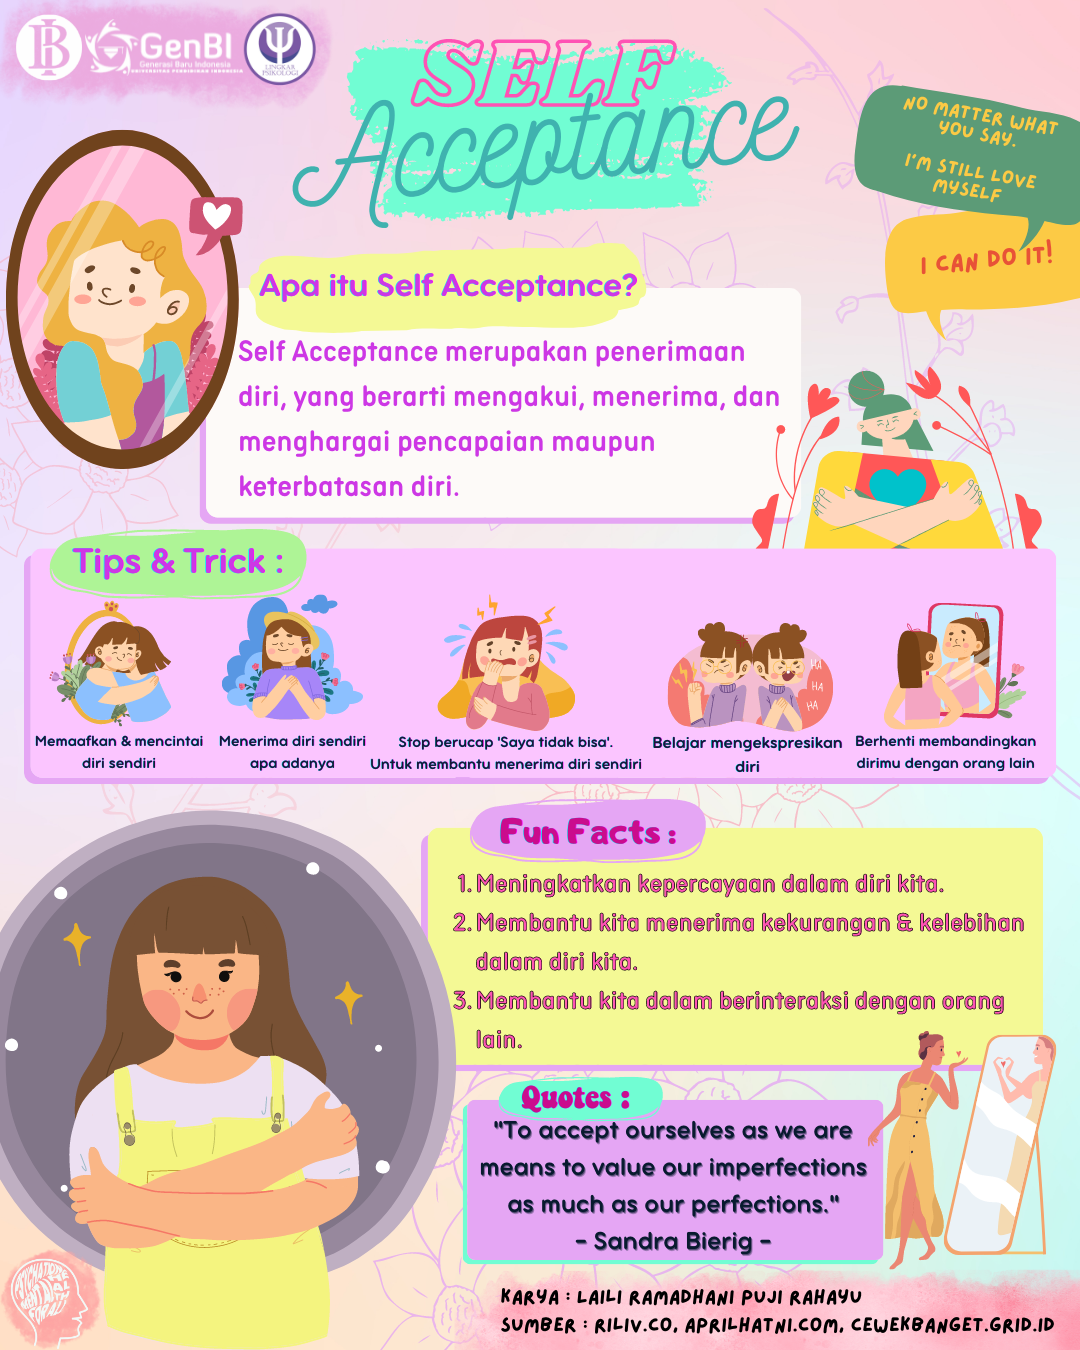 GenBI
Generasi Baru Indonesia
UNIVERSITAS PENDIDIKAN INDONESIA
LINGKAR
PSIKOLOGI
SELF
Acceptance
NO MATTER WHAT
YOU SAY.
I'M STILL LOVE
MYSELF
I CAN DO IT!
Apa itu Self Acceptance?
Self Acceptance merupakan penerimaan
diri, yang berarti mengakui, menerima, dan
menghargai pencapaian maupun
keterbatasan diri.
Tips & Trick :
HA
HA
HA
Memaafkan & mencintai
diri sendiri
Menerima diri sendiri
apa adanya
Stop berucap 'Saya tidak bisa'.
Untuk membantu menerima diri sendiri
Belajar mengekspresikan
diri
Berhenti membandingkan
dirimu dengan orang lain
Fun Facts :
1. Meningkatkan kepercayaan dalam diri kita.
2. Membantu kita menerima kekurangan & kelebihan
dalam diri kita.
3. Membantu kita dalam berinteraksi dengan orang
lain.
Quotes :
"To accept ourselves as we are
means to value our imperfections
as much as our perfections."
- Sandra Bierig -
KARYA : LAILI RAMADHANI PUJI RAHAYU
SUMBER : RILIV.CO, APRILHATNI.COM, CEWEKBANGET.GRID.ID